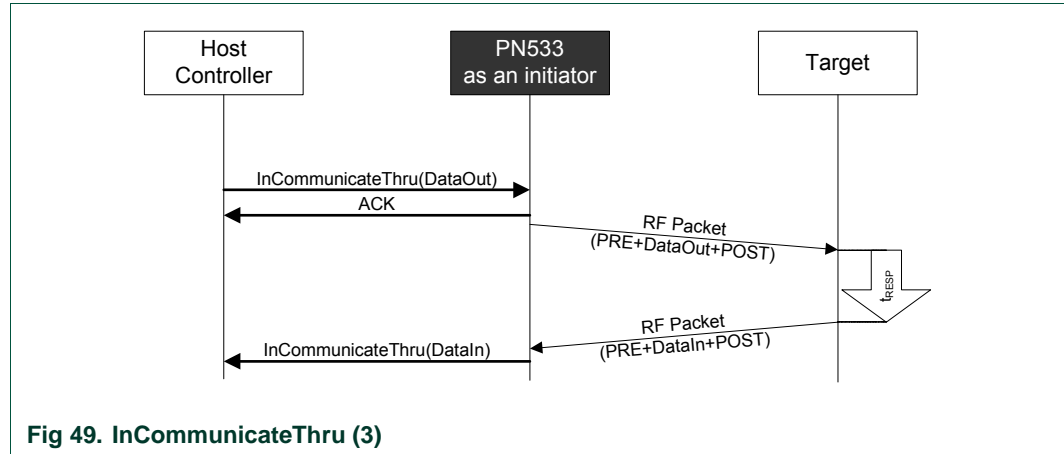 Host
Controller
PN533
as an initiator
Target
InCommunicateThru(DataOut)
ACK
RF Packet
(PRE+DataOut+POST)
tRESP
RF Packet
(PRE+DataIn+POST)
InCommunicateThru(DataIn)
Fig 49. InCommunicateThru (3)